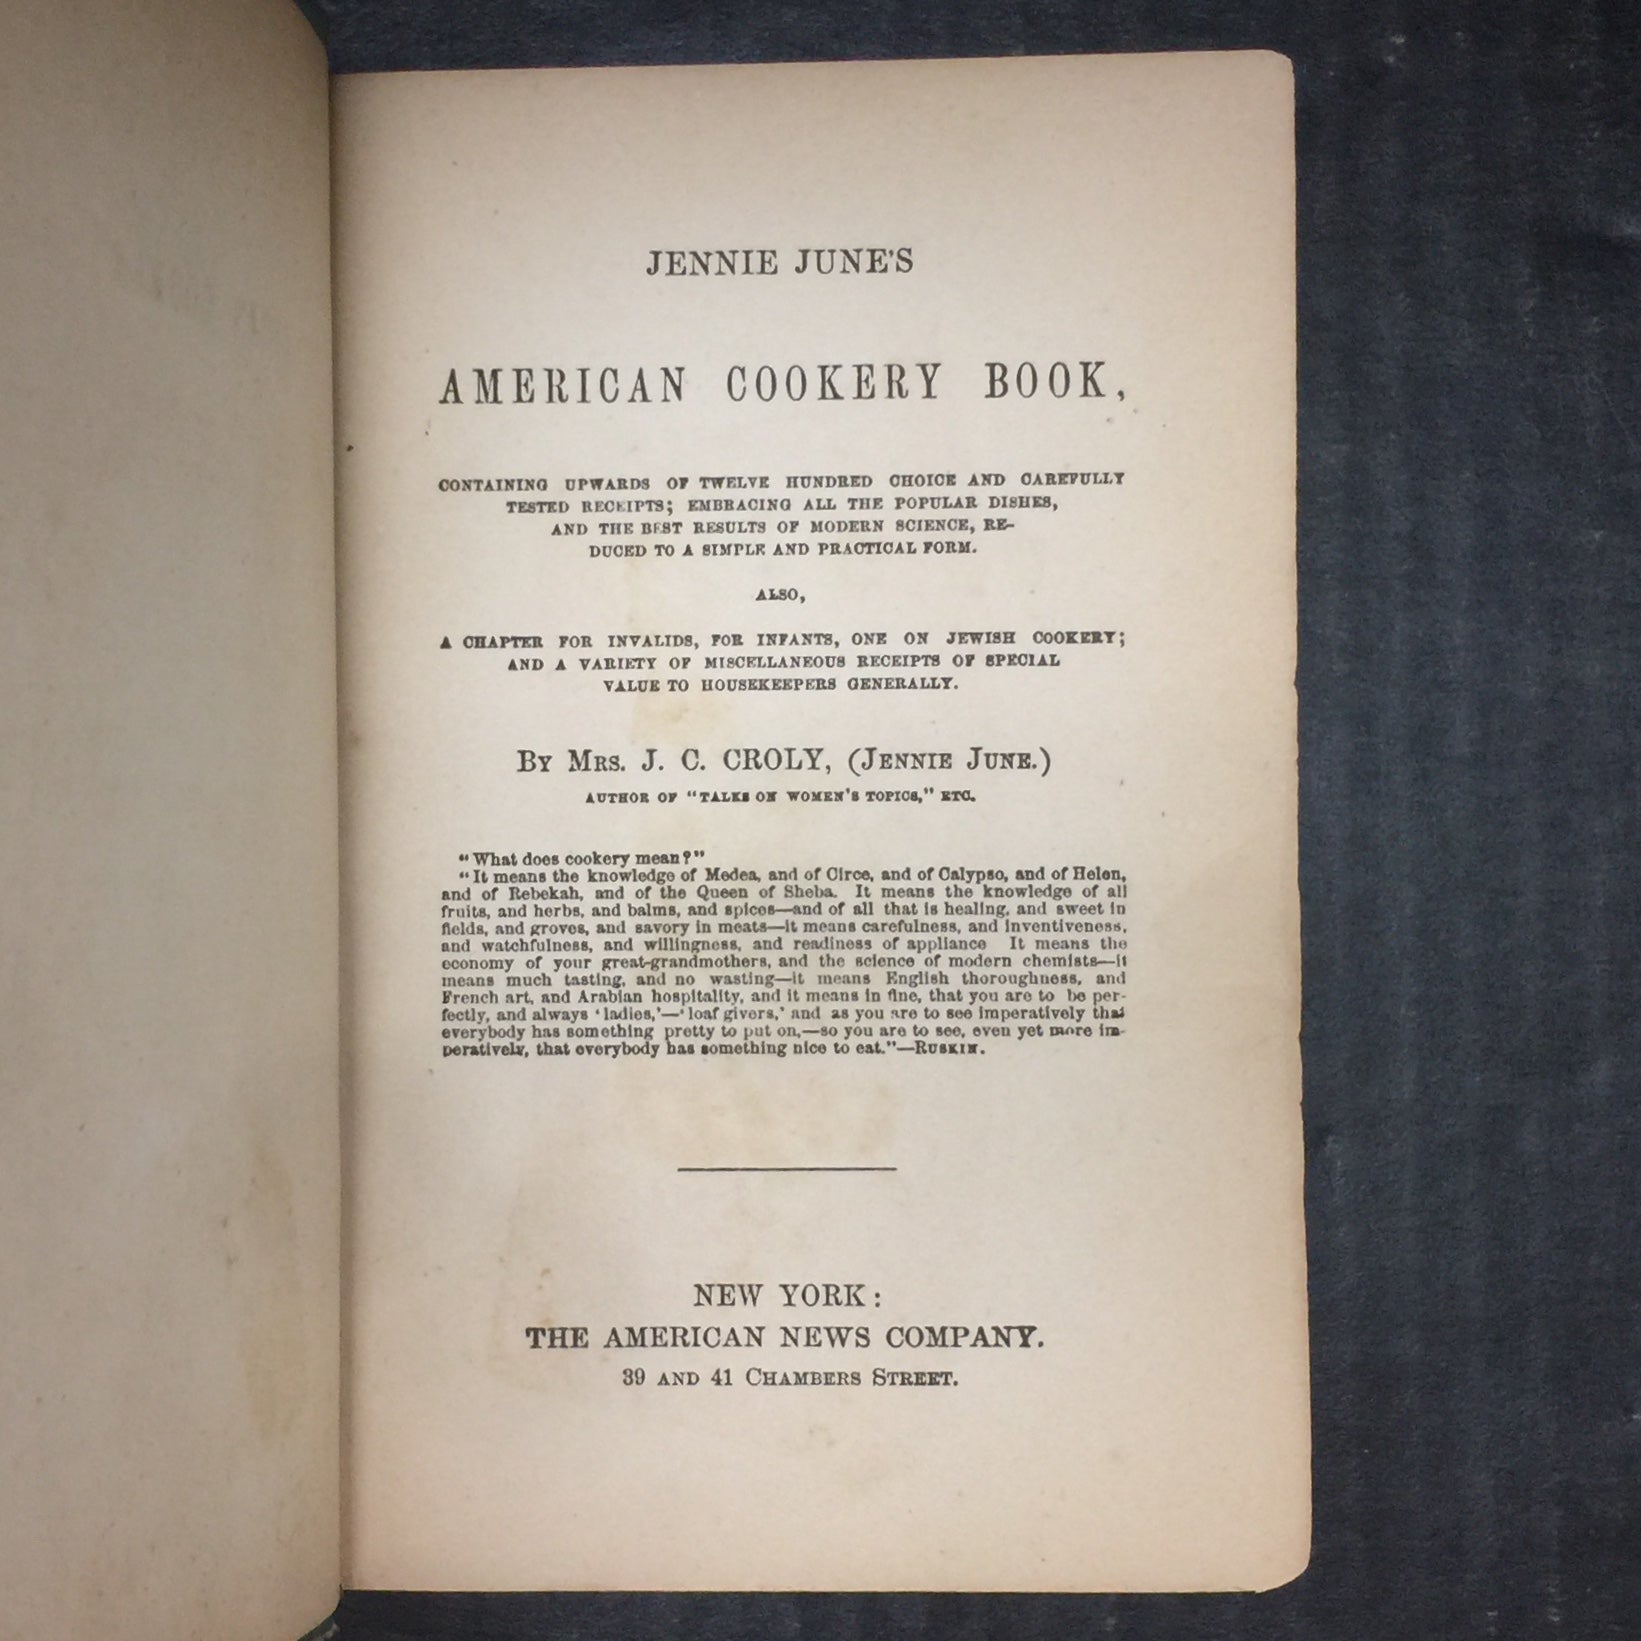 JENNIE JUNE'S
AMERICAN COOKERY BOOK,
CONTAINING UPWARDS OF TWELVE HUNDRED CHOICE AND CAREFULLY
TESTED RECEIPTS; EMBRACING ALL THE POPULAR DISHES,
AND THE BEST RESULTS OF MODERN SCIENCE, RE-
DUCED TO A SIMPLE AND PRACTICAL FORM.
ALSO,
A CHAPTER FOR INVALIDS, FOR INFANTS, ONE ON JEWISH COOKERY;
AND A VARIETY OF MISCELLANEOUS RECEIPTS OF SPECIAL
VALUE TO HOUSEKEEPERS GENERALLY.
BY MRS. J. C. CROLY, (JENNIE JUNE.)
AUTHOR OF "TALKS ON WOMEN'S TOPICS," ETC.
"What does cookery mean?"
"It means the knowledge of Medea, and of Circe, and of Calypso, and of Helen,
and of Rebekah, and of the Queen of Sheba. It means the knowledge of all
fruits, and herbs, and balms, and spices—and of all that is healing, and sweet in
fields, and groves, and savory in meats—it means carefulness, and inventiveness,
and watchfulness, and willingness, and readiness of appliance It means the
economy of your great-grandmothers, and the science of modern chemists—it
means much tasting, and no wasting—it means English thoroughness, and
French art, and Arabian hospitality, and it means in fine, that you are to be per-
fectly, and always 'ladies,'—'loaf givers,' and as you are to see imperatively that
everybody has something pretty to put on,—so you are to see, even yet more im-
peratively, that everybody has something nice to eat."—RUSKIN.
NEW YORK:
THE AMERICAN NEWS COMPANY.
39 AND 41 CHAMBERS STREET.